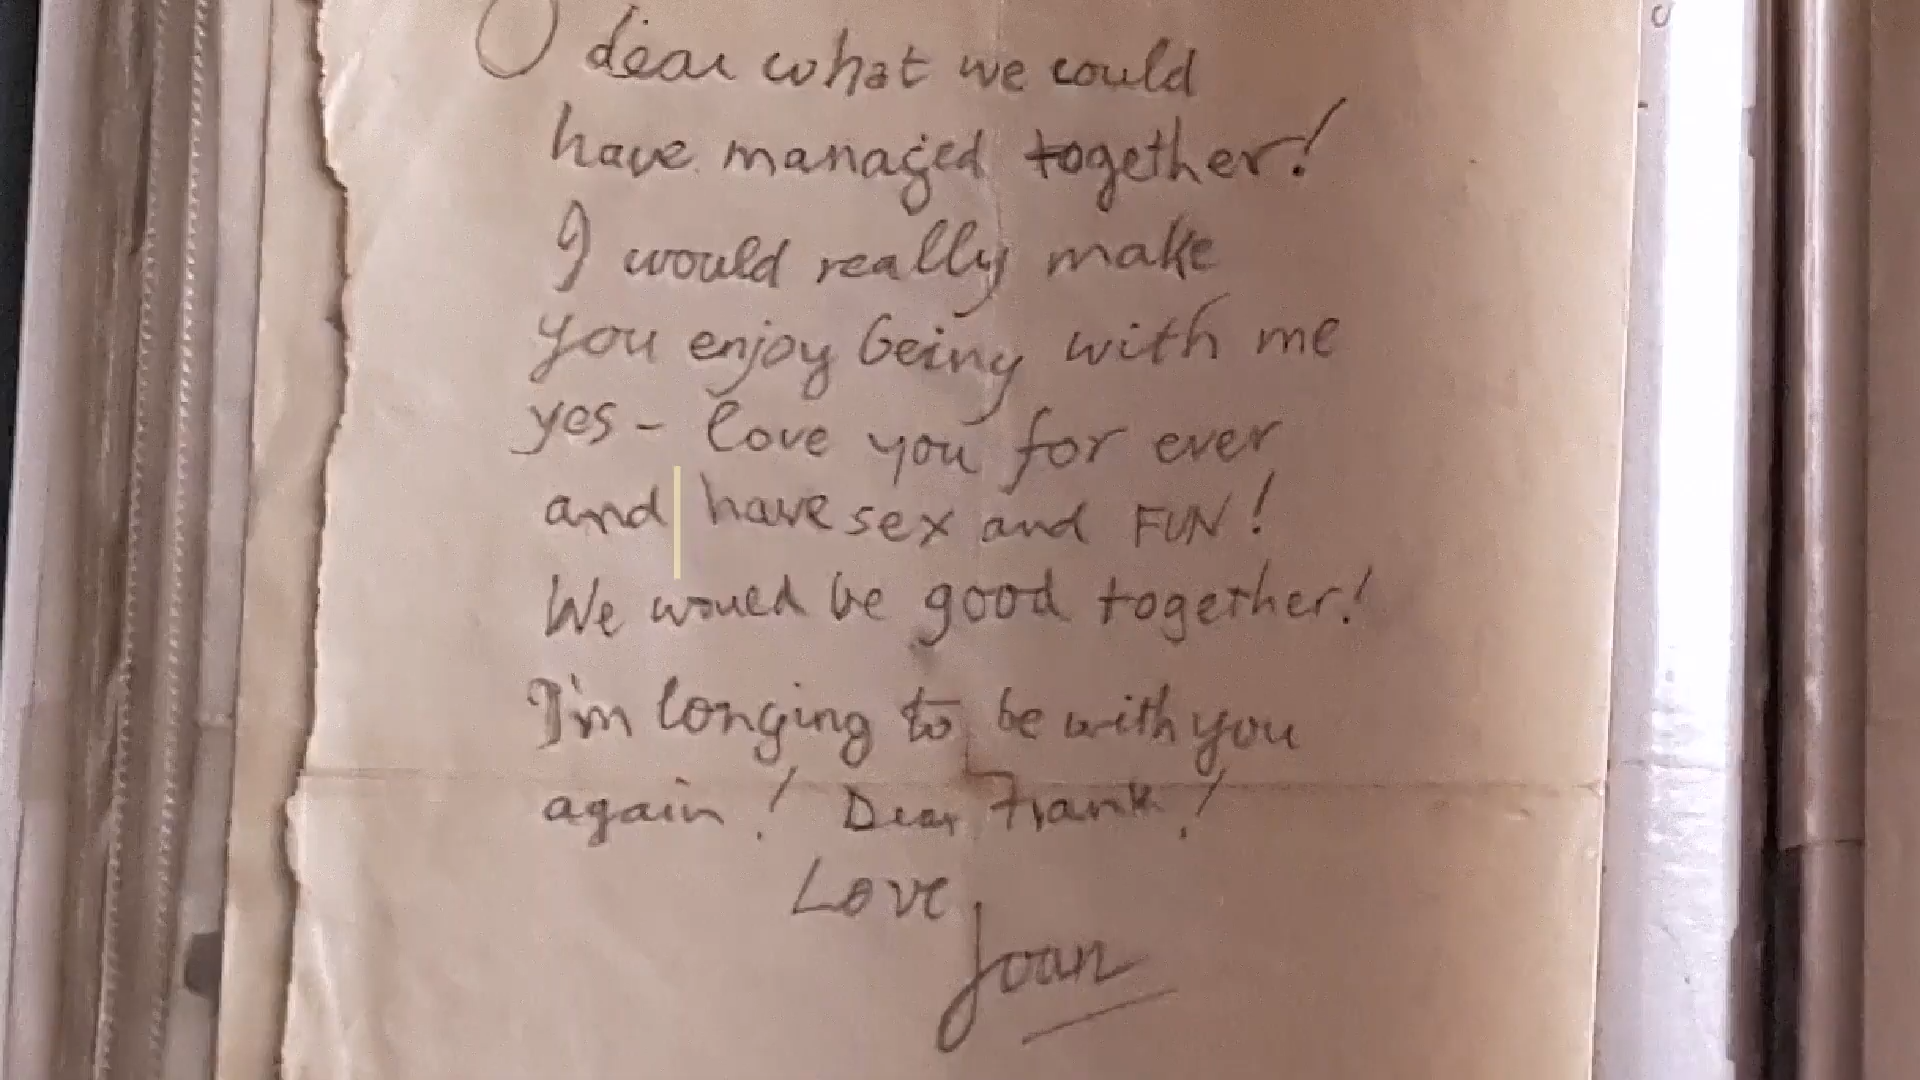 O dear what we could
have managed together!
I would really make
you enjoy being with me
yes - love you for ever
and have sex and FUN!
We would be good together!
I'm longing to be with you
again! Dear Frank!
Love
Joan